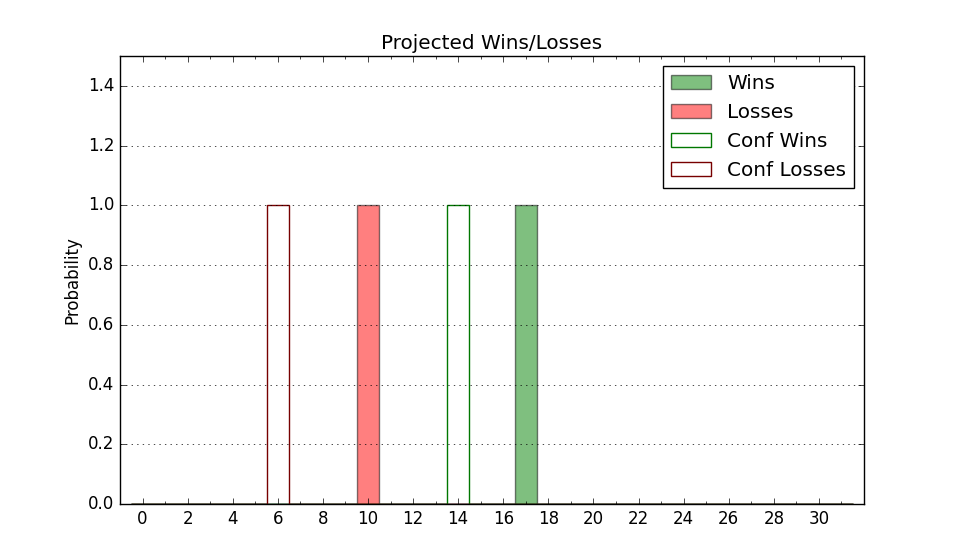 Projected Wins/Losses
Wins
Losses
Conf Wins
Conf Losses
Probability
1.4
1.2
1.0
0.8
0.6
0.4
0.2
0.0
0 2 4 6 8 10 12 14 16 18 20 22 24 26 28 30